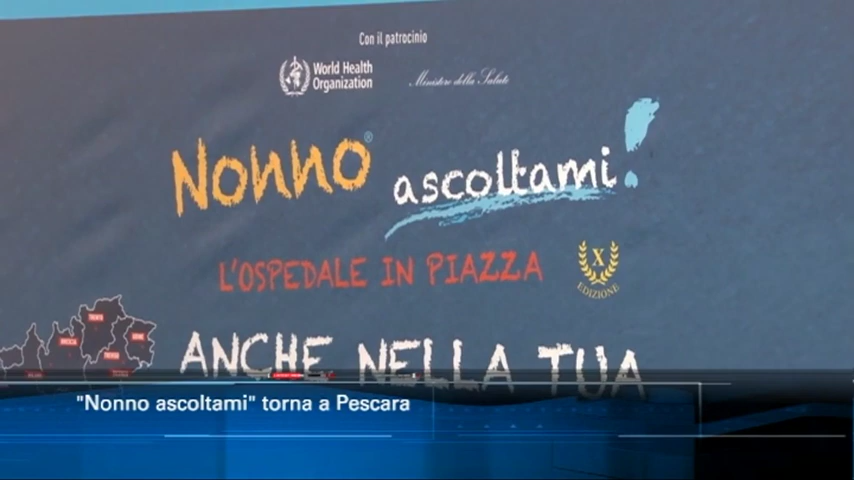 Con il patrocinio
World Health
Organization
Ministero della Salute
NONNO®
ascoltami!
L'OSPEDALE IN PIAZZA
X
EDIZIONE
ANCHE NELLA TUA
"Nonno ascoltami" torna a Pescara